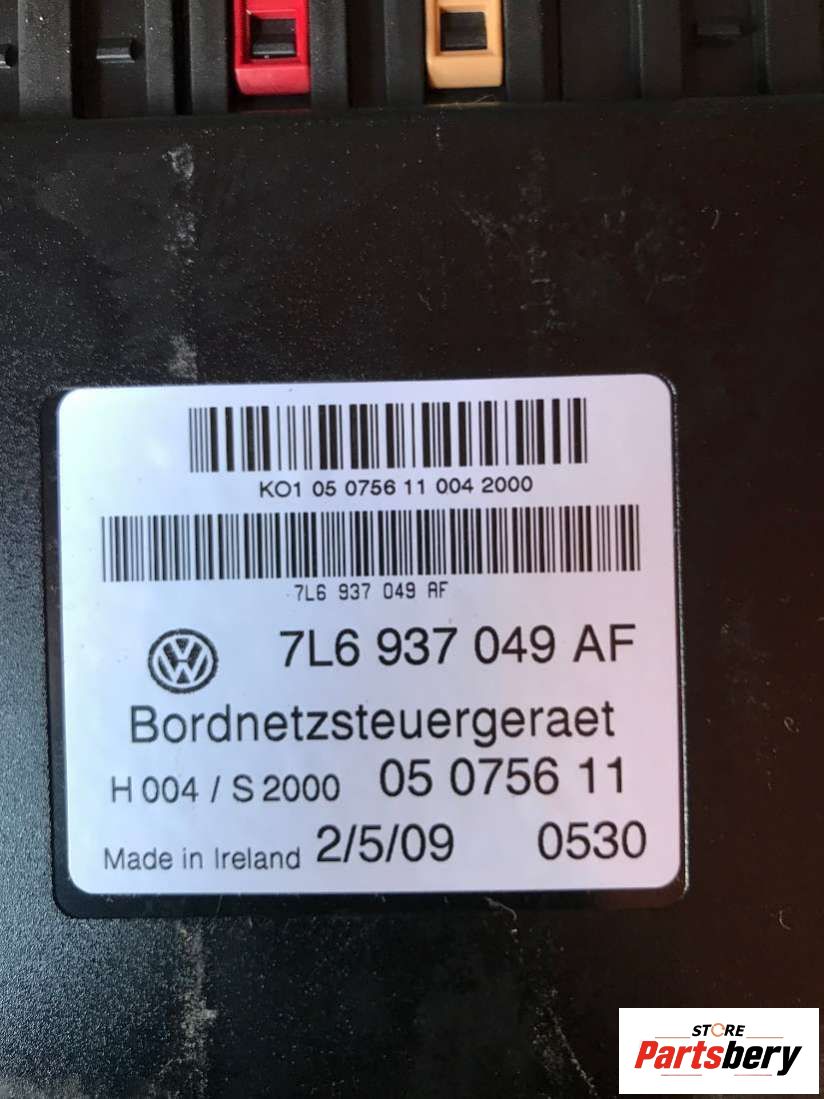 KO1 05 0756 11 004 2000
7L6 937 049 AF
7L6 937 049 AF
Bordnetzsteuergeraet
H 004 / S 2000 05 0756 11
Made in Ireland 2/5/09 0530
STORE
Partsbery